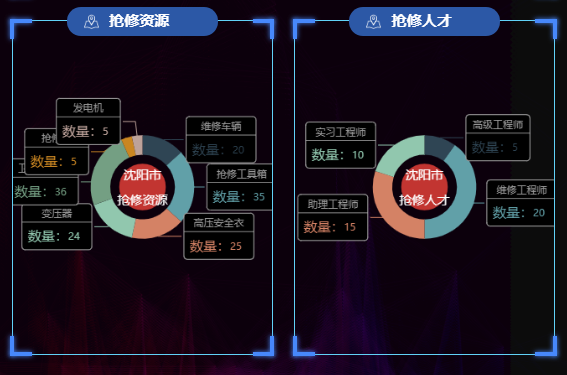 抢修资源
发电机
数量：5
抢修
数量：5
工
数量：36
变压器
数量：24
维修车辆
数量：20
抢修工具箱
数量：35
高压安全衣
数量：25
沈阳市
抢修资源
抢修人才
实习工程师
数量：10
助理工程师
数量：15
高级工程师
数量：5
维修工程师
数量：20
沈阳市
抢修人才